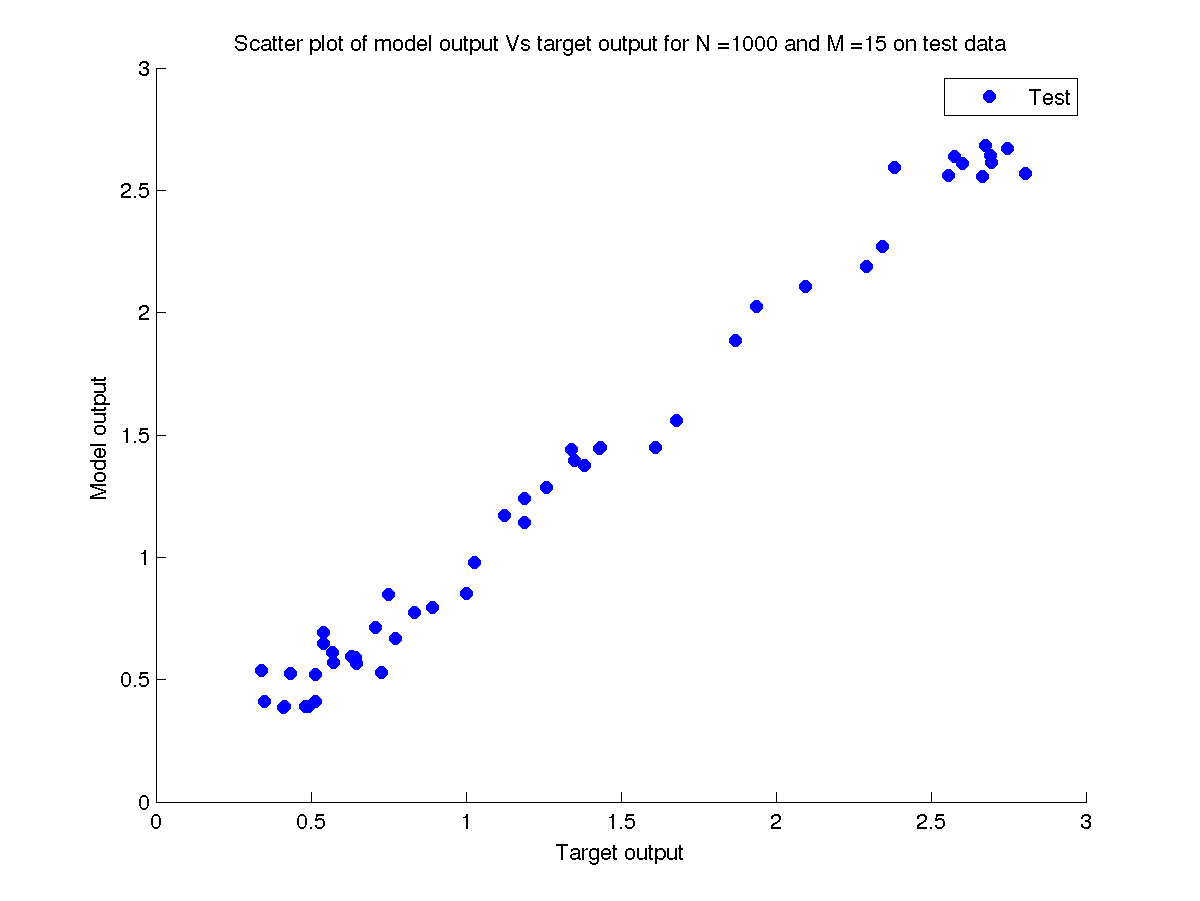 Scatter plot of model output Vs target output for N =1000 and M =15 on test data
Test
3
2.5
2
1.5
1
0.5
0
Model output
0 0.5 1 1.5 2 2.5 3
Target output